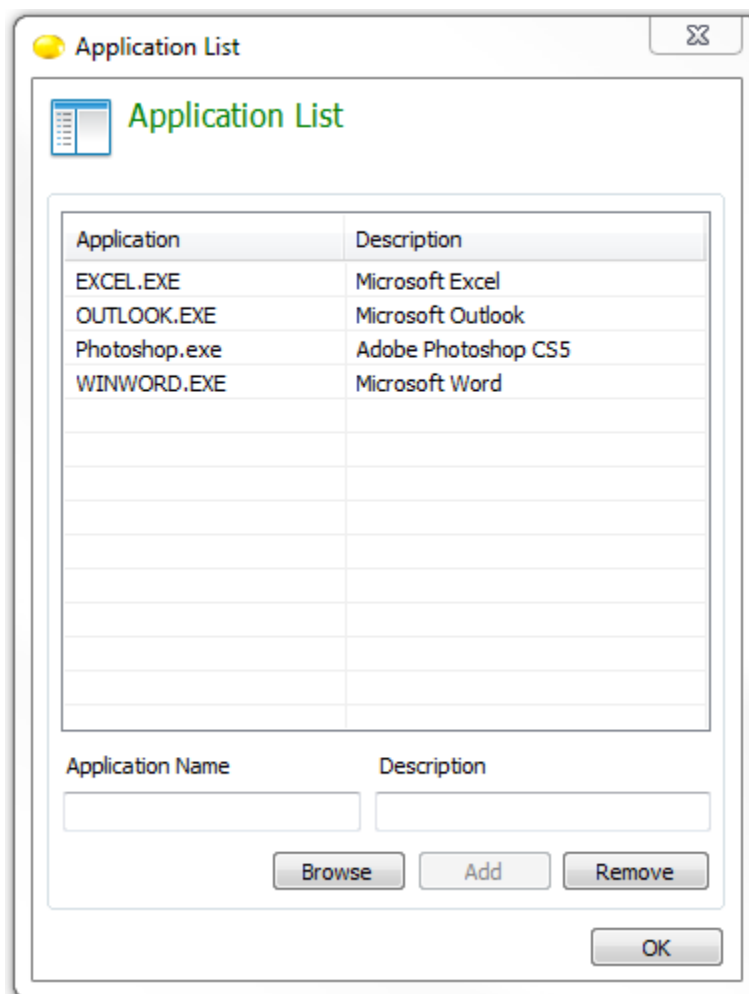 Application List
Application List
Application Description
EXCEL.EXE Microsoft Excel
OUTLOOK.EXE Microsoft Outlook
Photoshop.exe Adobe Photoshop CS5
WINWORD.EXE Microsoft Word
Application Name Description
Browse Add Remove
OK